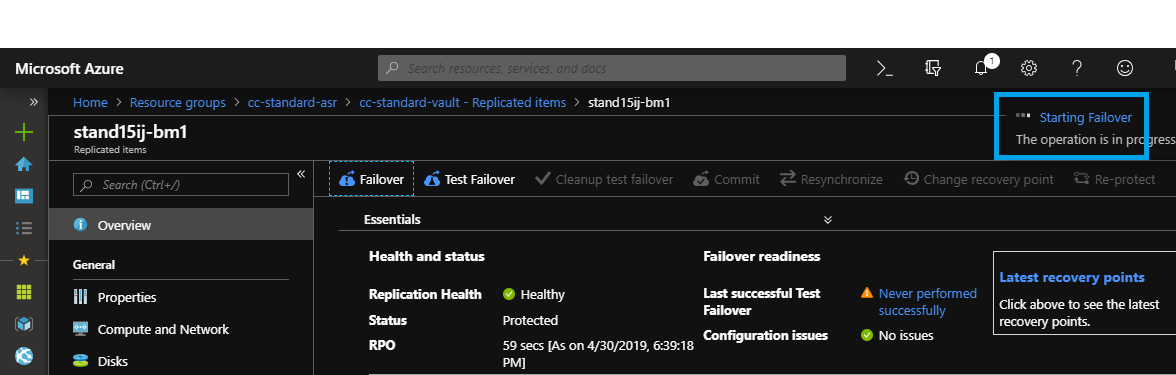 Microsoft Azure
Search resources, services, and docs
1
Home > Resource groups > cc-standard-asr > cc-standard-vault - Replicated items > stand15ij-bm1
Starting Failover
The operation is in progress
stand15ij-bm1
Replicated items
Search (Ctrl+/)
Failover
Test Failover
Cleanup test failover
Commit
Resynchronize
Change recovery point
Re-protect
Overview
Essentials
General
Properties
Compute and Network
Disks
Health and status
Replication Health
Healthy
Status
Protected
RPO
59 secs [As on 4/30/2019, 6:39:18
PM]
Failover readiness
Last successful Test
Failover
Never performed
successfully
Configuration issues
No issues
Latest recovery points
Click above to see the latest
recovery points.